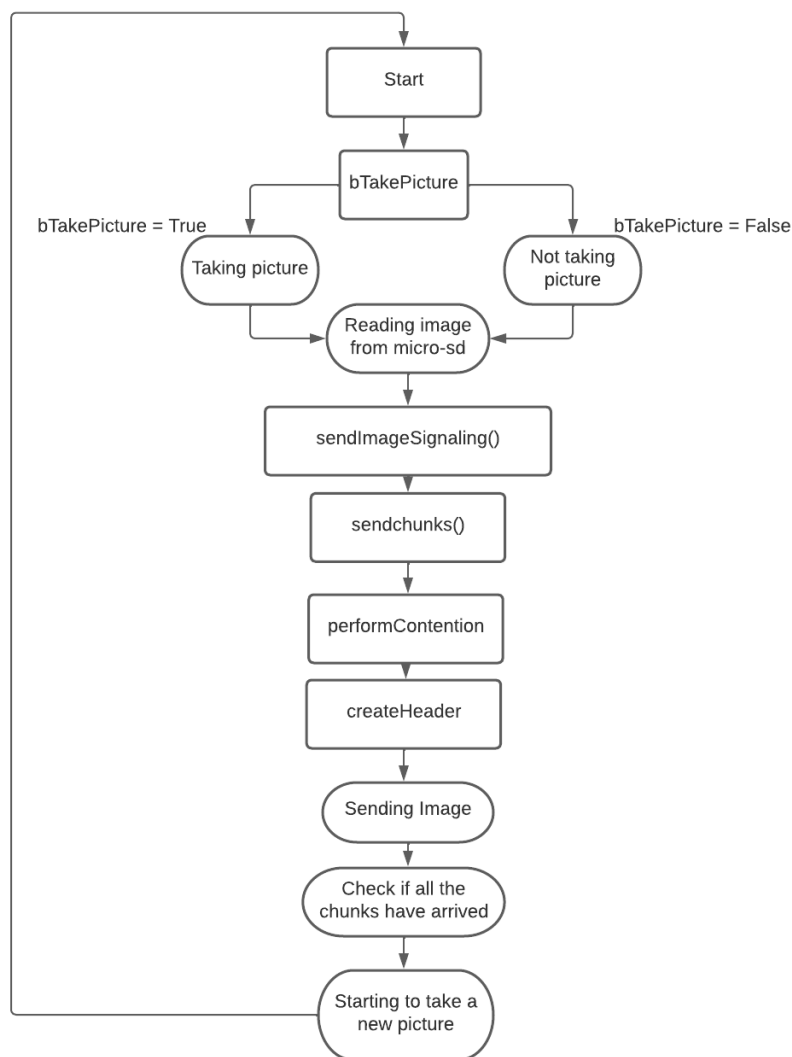 Start
bTakePicture
bTakePicture = True
bTakePicture = False
Taking picture
Not taking
picture
Reading image
from micro-sd
sendImageSignaling()
sendchunks()
performContention
createHeader
Sending Image
Check if all the
chunks have arrived
Starting to take a
new picture